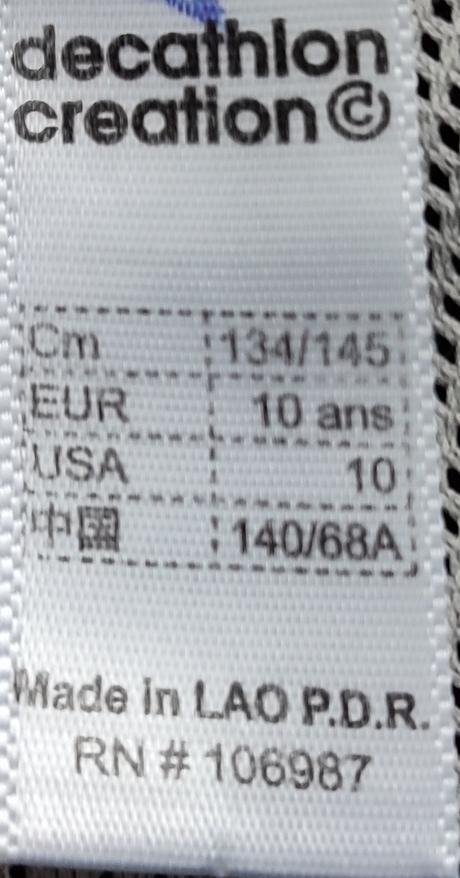 decathlon
creation©
Cm 134/145
EUR 10 ans
USA 10
中國 140/68A
Made in LAO P.D.R.
RN # 106987